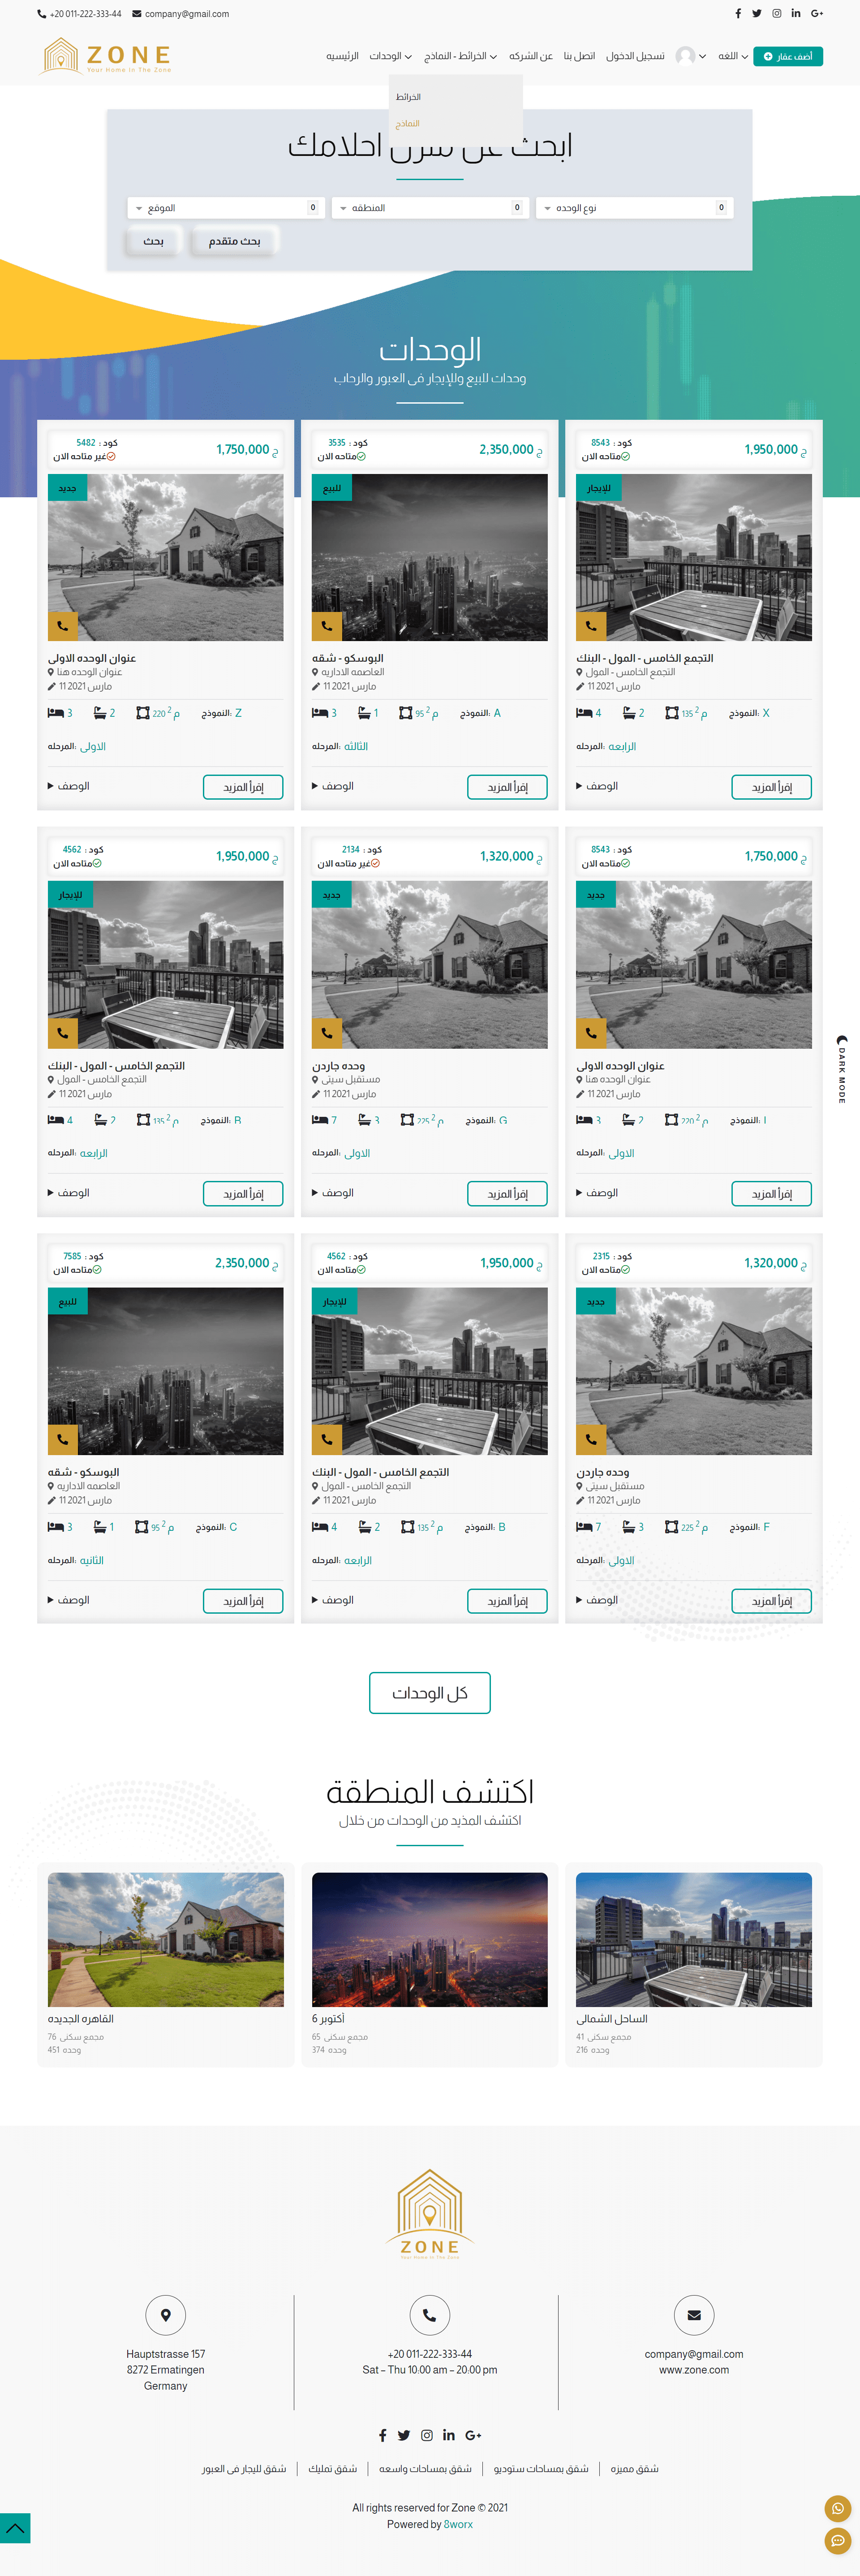 +20 011-222-333-44
company@gmail.com
ZONE
Your Home In The Zone
الرئيسيه
الوحدات
الخرائط - النماذج
عن الشركه
اتصل بنا
تسجيل الدخول
اللغه
أضف عقار
الخرائط
النماذج
ابحث عن منزل احلامك
الموقع
0
المنطقه
0
نوع الوحده
0
بحث
بحث متقدم
الوحدات
وحدات للبيع وللإيجار فى العبور والرحاب
كود : 5482
غير متاحه الان
1,750,000 ج
جديد
عنوان الوحده الاولى
عنوان الوحده هنا
11 مارس 2021
3 2 220 م2 النموذج: Z
المرحله: الاولى
الوصف
إقرأ المزيد
كود : 3535
متاحه الان
2,350,000 ج
للبيع
البوسكو - شقه
العاصمه الاداريه
11 مارس 2021
3 1 95 م2 النموذج: A
المرحله: الثالثه
الوصف
إقرأ المزيد
كود : 8543
متاحه الان
1,950,000 ج
للإيجار
التجمع الخامس - المول - البنك
التجمع الخامس - المول
11 مارس 2021
4 2 135 م2 النموذج: X
المرحله: الرابعه
الوصف
إقرأ المزيد
كود : 4562
متاحه الان
1,950,000 ج
للإيجار
التجمع الخامس - المول - البنك
التجمع الخامس - المول
11 مارس 2021
4 2 135 م2 النموذج: B
المرحله: الرابعه
الوصف
إقرأ المزيد
كود : 2134
غير متاحه الان
1,320,000 ج
جديد
وحده جاردن
مستقبل سيتى
11 مارس 2021
7 3 225 م2 النموذج: G
المرحله: الاولى
الوصف
إقرأ المزيد
كود : 8543
متاحه الان
1,750,000 ج
جديد
عنوان الوحده الاولى
عنوان الوحده هنا
11 مارس 2021
3 2 220 م2 النموذج:
المرحله: الاولى
الوصف
إقرأ المزيد
DARK MODE
كود : 7585
متاحه الان
2,350,000 ج
للبيع
البوسكو - شقه
العاصمه الاداريه
11 مارس 2021
3 1 95 م2 النموذج: C
المرحله: الثانيه
الوصف
إقرأ المزيد
كود : 4562
متاحه الان
1,950,000 ج
للإيجار
التجمع الخامس - المول - البنك
التجمع الخامس - المول
11 مارس 2021
4 2 135 م2 النموذج: B
المرحله: الرابعه
الوصف
إقرأ المزيد
كود : 2315
متاحه الان
1,320,000 ج
جديد
وحده جاردن
مستقبل سيتى
11 مارس 2021
7 3 225 م2 النموذج: F
المرحله: الاولى
الوصف
إقرأ المزيد
كل الوحدات
اكتشف المنطقة
اكتشف المذيد من الوحدات من خلال
القاهره الجديده
76 مجمع سكنى
451 وحده
6 أكتوبر
65 مجمع سكنى
374 وحده
الساحل الشمالى
41 مجمع سكنى
216 وحده
ZONE
Your Home In The Zone
Hauptstrasse 157
8272 Ermatingen
Germany
+20 011-222-333-44
Sat – Thu 10:00 am – 20:00 pm
company@gmail.com
www.zone.com
شقق لليجار فى العبور
شقق تمليك
شقق بمساحات واسعه
شقق بمساحات ستوديو
شقق مميزه
All rights reserved for Zone © 2021
Powered by 8worx